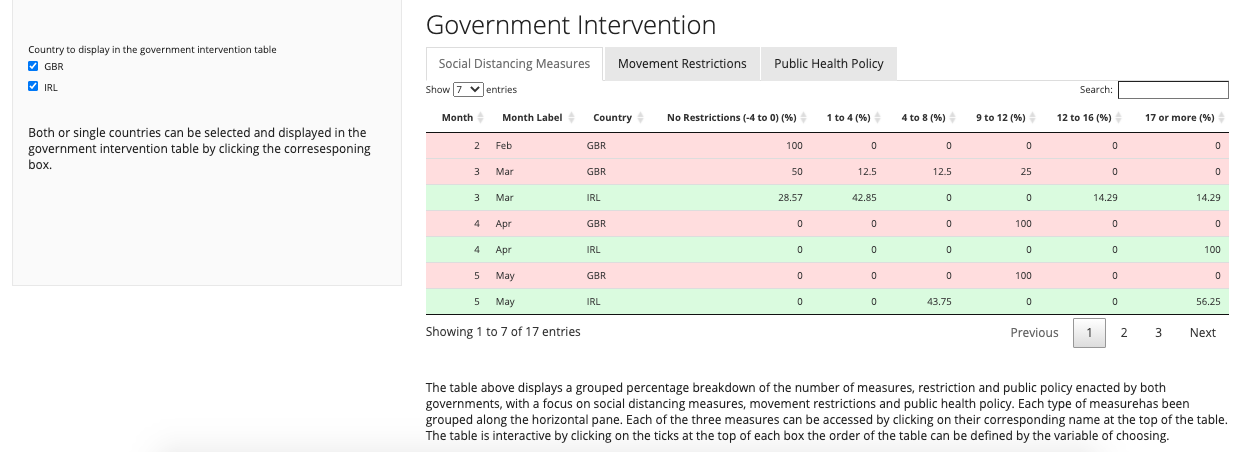 Country to display in the government intervention table
GBR
IRL
Both or single countries can be selected and displayed in the
government intervention table by clicking the corresesponing
box.
Government Intervention
Social Distancing Measures Movement Restrictions Public Health Policy
Show 7 entries Search:
Month Month Label Country No Restrictions (-4 to 0) (%) 1 to 4 (%) 4 to 8 (%) 9 to 12 (%) 12 to 16 (%) 17 or more (%)
2 Feb GBR 100 0 0 0 0 0
3 Mar GBR 50 12.5 12.5 25 0 0
3 Mar IRL 28.57 42.85 0 0 14.29 14.29
4 Apr GBR 0 0 0 100 0 0
4 Apr IRL 0 0 0 0 0 100
5 May GBR 0 0 0 100 0 0
5 May IRL 0 0 43.75 0 0 56.25
Showing 1 to 7 of 17 entries Previous 1 2 3 Next
The table above displays a grouped percentage breakdown of the number of measures, restriction and public policy enacted by both
governments, with a focus on social distancing measures, movement restrictions and public health policy. Each type of measurehas been
grouped along the horizontal pane. Each of the three measures can be accessed by clicking on their corresponding name at the top of the table.
The table is interactive by clicking on the ticks at the top of each box the order of the table can be defined by the variable of choosing.